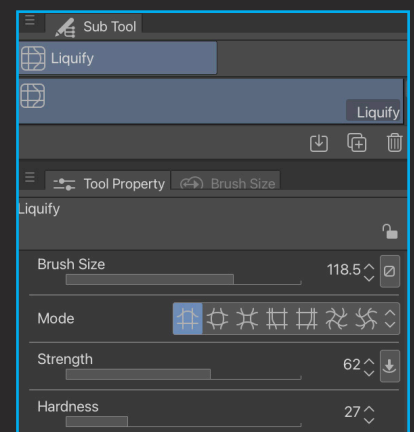 Sub Tool
Liquify
Liquify
Tool Property Brush Size
Liquify
Brush Size 118.5
Mode
Strength 62
Hardness 27